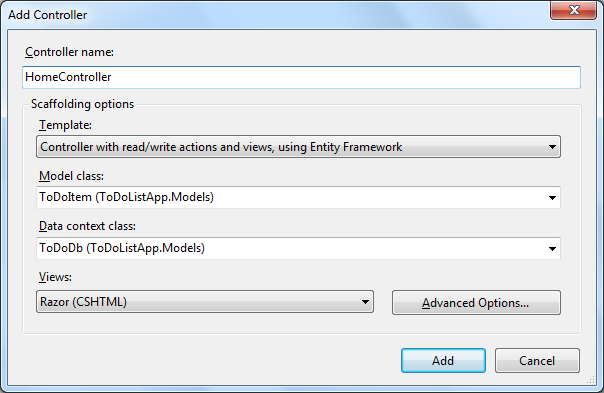 Add Controller
Controller name:
HomeController
Scaffolding options
Template:
Controller with read/write actions and views, using Entity Framework
Model class:
ToDoItem (ToDoListApp.Models)
Data context class:
ToDoDb (ToDoListApp.Models)
Views:
Razor (CSHTML)
Advanced Options...
Add
Cancel